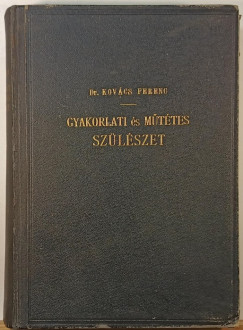 Dr. KOVÁCS FERENC
GYAKORLATI és MŰTÉTES
SZÜLÉSZET